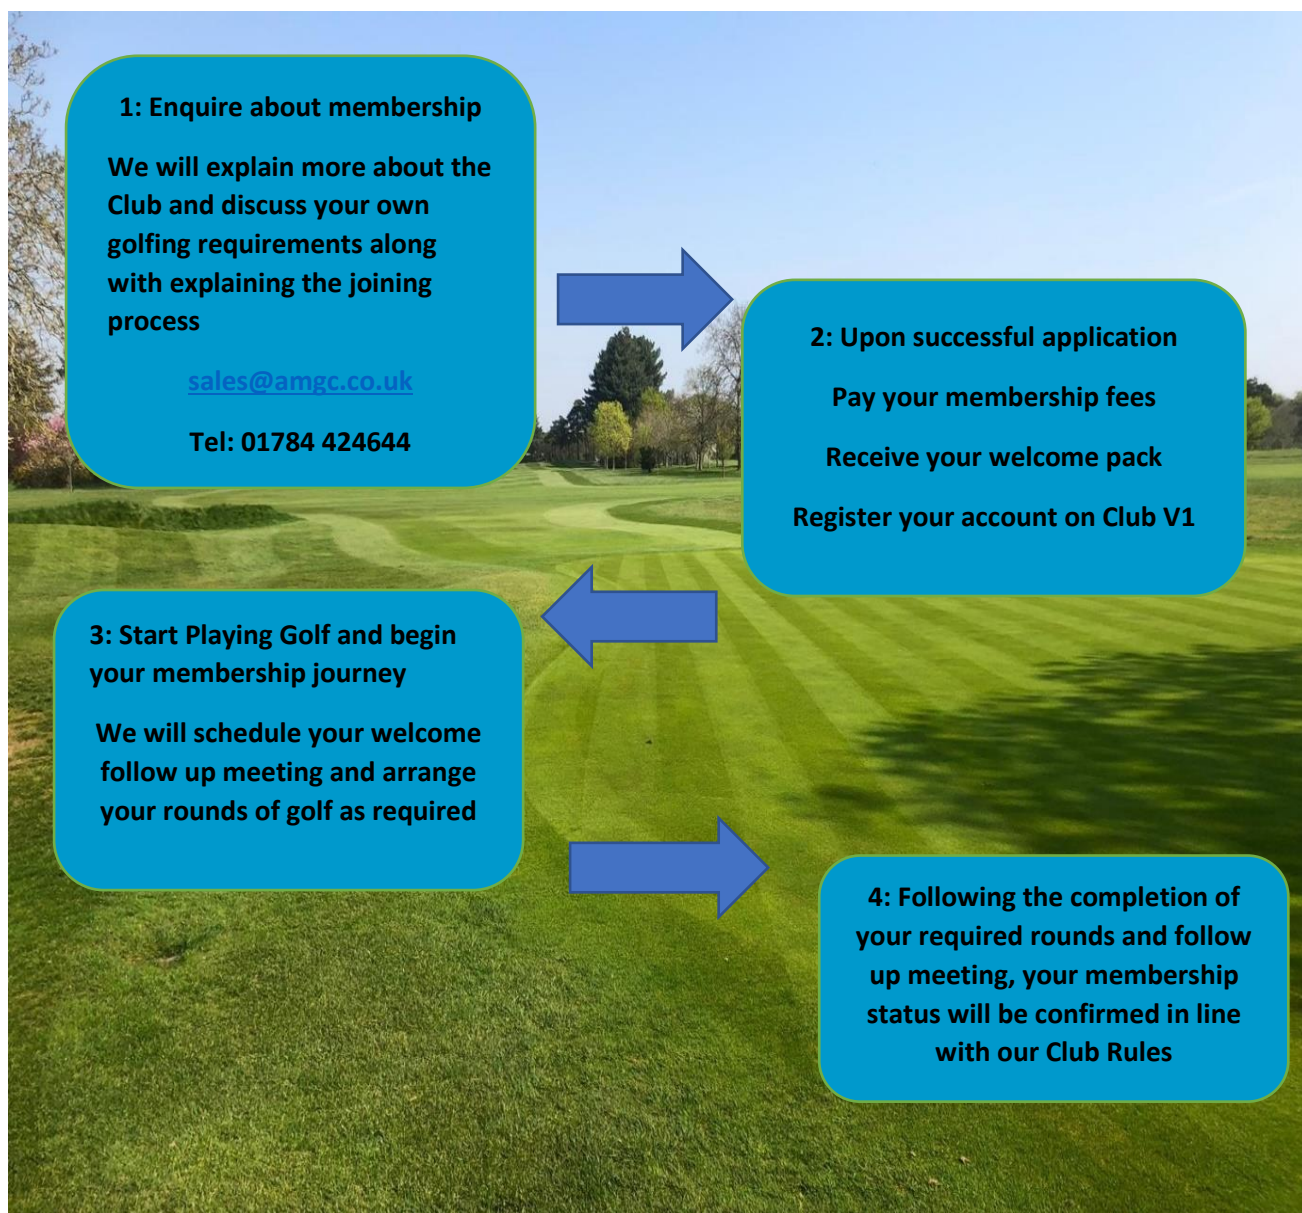 1: Enquire about membership
We will explain more about the
Club and discuss your own
golfing requirements along
with explaining the joining
process
sales@amgc.co.uk
Tel: 01784 424644
2: Upon successful application
Pay your membership fees
Receive your welcome pack
Register your account on Club V1
3: Start Playing Golf and begin
your membership journey
We will schedule your welcome
follow up meeting and arrange
your rounds of golf as required
4: Following the completion of
your required rounds and follow
up meeting, your membership
status will be confirmed in line
with our Club Rules